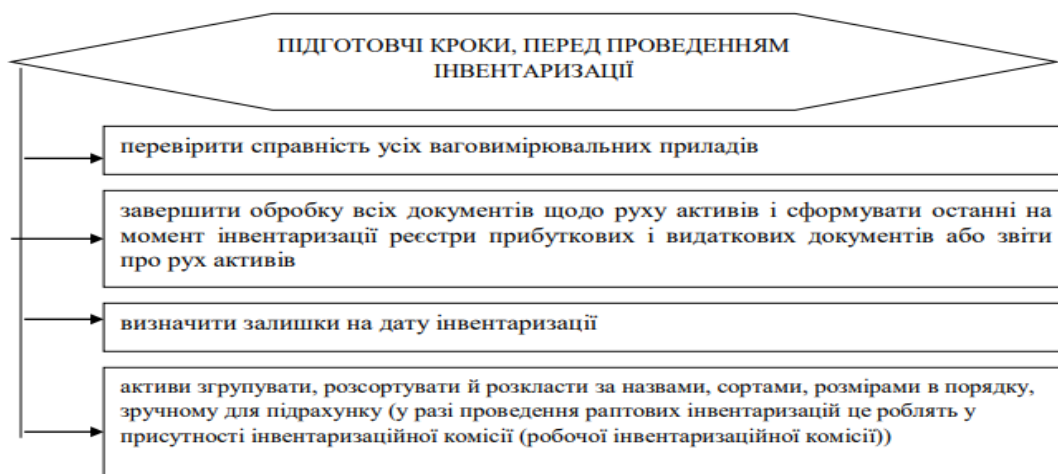 ПІДГОТОВЧІ КРОКИ, ПЕРЕД ПРОВЕДЕННЯМ
ІНВЕНТАРИЗАЦІЇ
перевірити справність усіх ваговимірювальних приладів
завершити обробку всіх документів щодо руху активів і сформувати останні на
момент інвентаризації реєстри прибуткових і видаткових документів або звіти
про рух активів
визначити залишки на дату інвентаризації
активи згрупувати, розсортувати й розкласти за назвами, сортами, розмірами в порядку,
зручному для підрахунку (у разі проведення раптових інвентаризацій це роблять у
присутності інвентаризаційної комісії (робочої інвентаризаційної комісії))